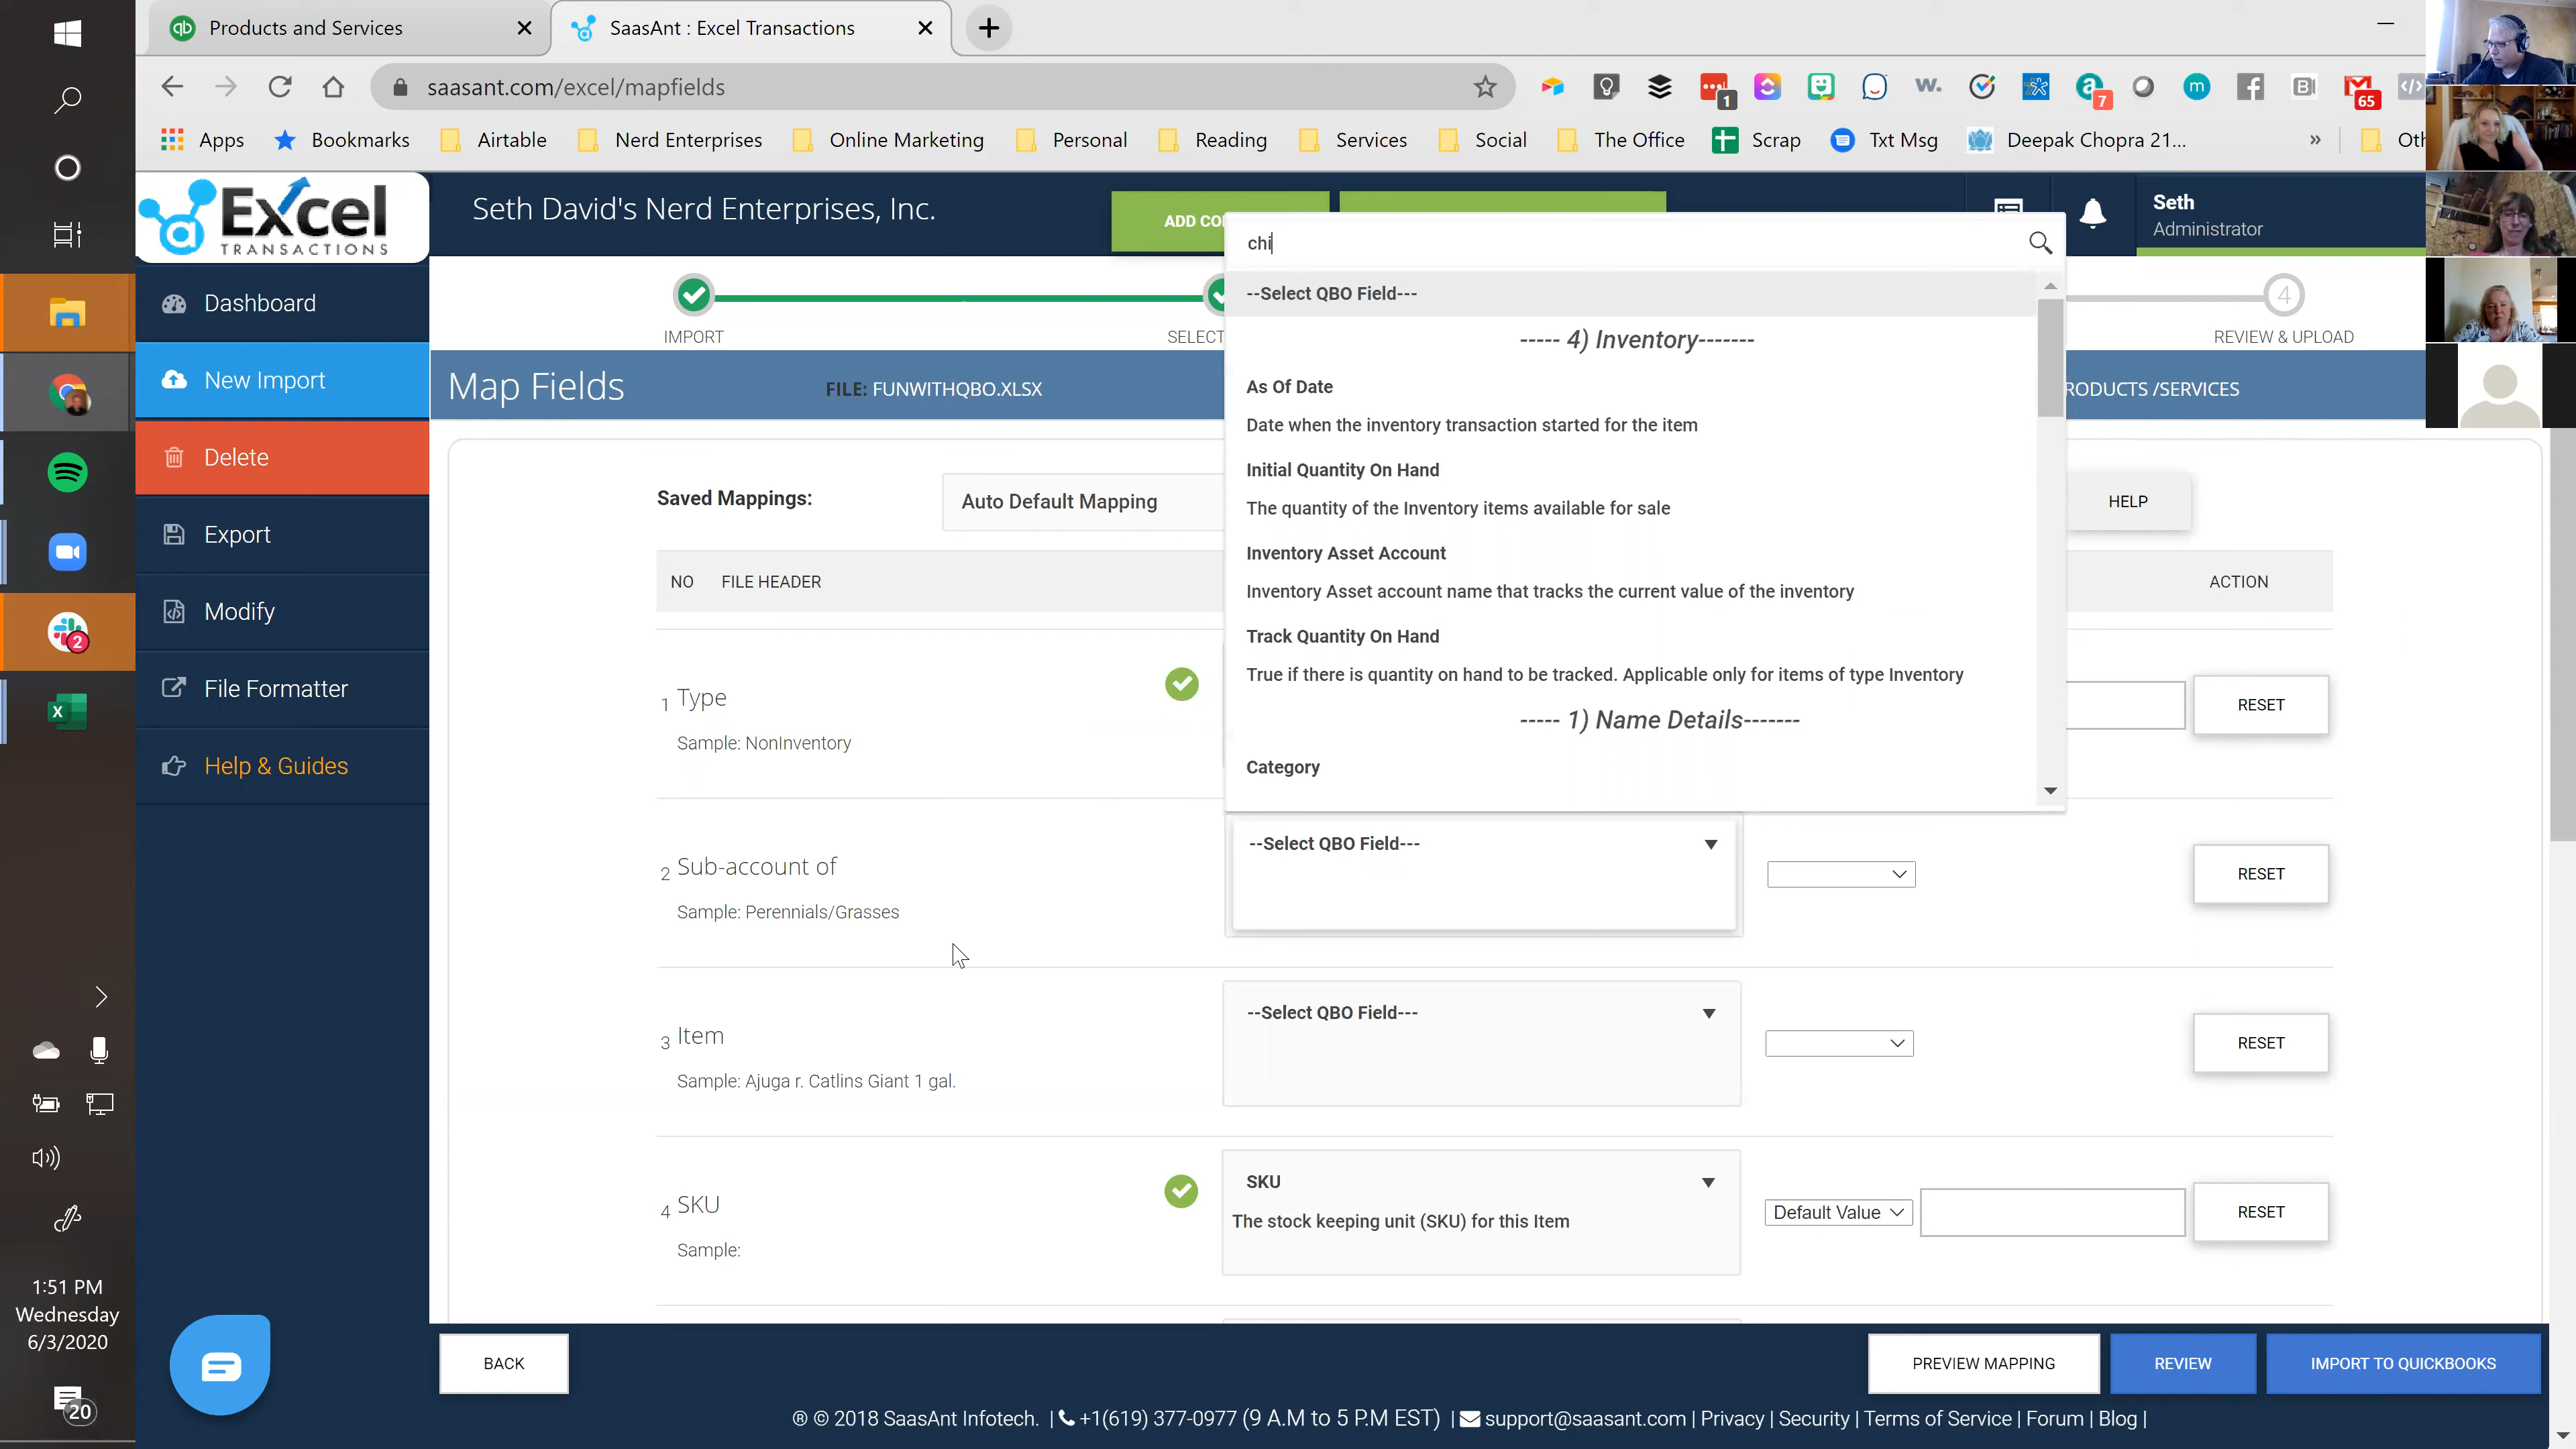 Products and Services
SaasAnt : Excel Transactions
saasant.com/excel/mapfields
1
7
65
Apps
Bookmarks
Airtable
Nerd Enterprises
Online Marketing
Personal
Reading
Services
Social
The Office
Scrap
Txt Msg
Deepak Chopra 21...
»
Excel
TRANSACTIONS
Seth David's Nerd Enterprises, Inc.
ADD CO
Seth
Administrator
chi
--Select QBO Field---
----- 4) Inventory-------
As Of Date
Date when the inventory transaction started for the item
Initial Quantity On Hand
The quantity of the Inventory items available for sale
Inventory Asset Account
Inventory Asset account name that tracks the current value of the inventory
Track Quantity On Hand
True if there is quantity on hand to be tracked. Applicable only for items of type Inventory
----- 1) Name Details-------
Category
IMPORT
SELECT
4
REVIEW & UPLOAD
Dashboard
New Import
Delete
Export
Modify
File Formatter
Help & Guides
Map Fields
FILE: FUNWITHQBO.XLSX
RODUCTS /SERVICES
Saved Mappings:
Auto Default Mapping
HELP
NO
FILE HEADER
ACTION
1 Type
Sample: NonInventory
RESET
2 Sub-account of
Sample: Perennials/Grasses
--Select QBO Field---
RESET
3 Item
Sample: Ajuga r. Catlins Giant 1 gal.
--Select QBO Field---
RESET
4 SKU
Sample:
SKU
The stock keeping unit (SKU) for this Item
Default Value
RESET
BACK
PREVIEW MAPPING
REVIEW
IMPORT TO QUICKBOOKS
® © 2018 SaasAnt Infotech. | +1(619) 377-0977 (9 A.M to 5 P.M EST) | support@saasant.com | Privacy | Security | Terms of Service | Forum | Blog |
2
1:51 PM
Wednesday
6/3/2020
20